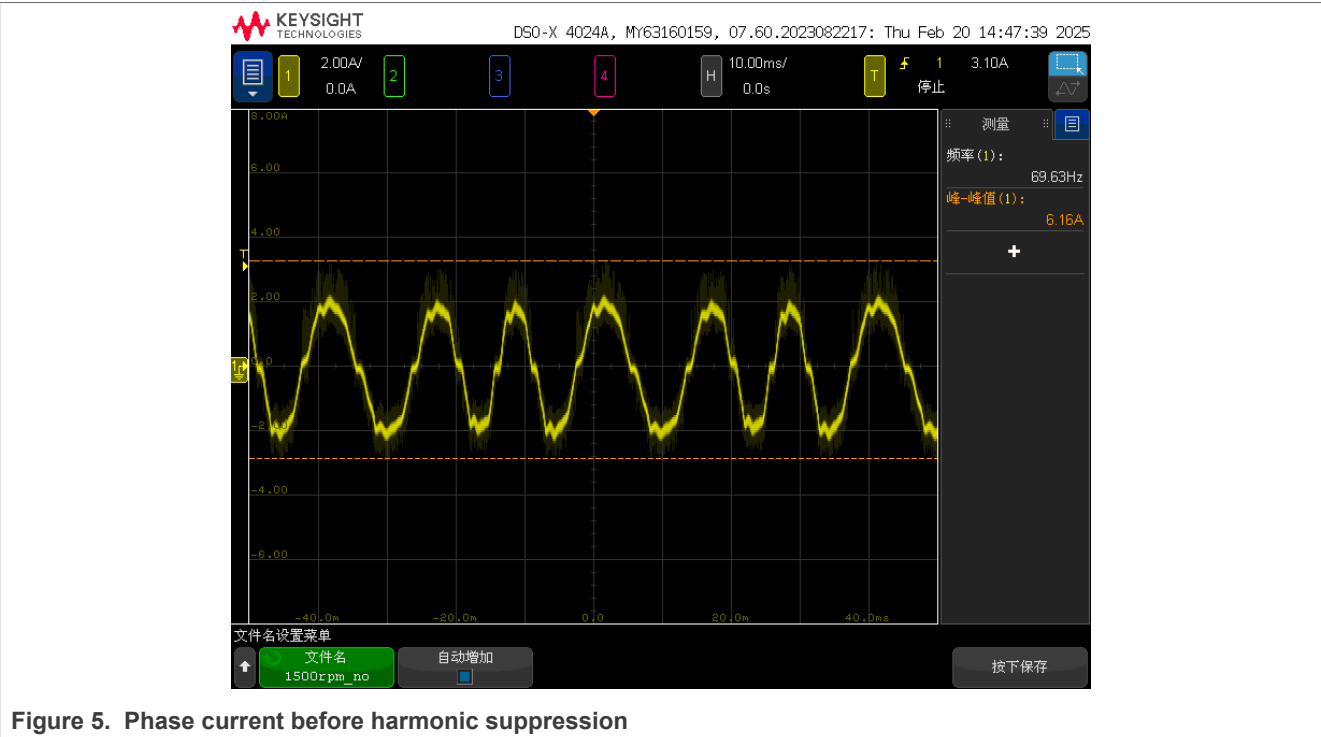 KEYSIGHT
TECHNOLOGIES
DSO-X 4024A, MY63160159, 07.60.2023082217: Thu Feb 20 14:47:39 2025
1 2.00A/ 0.0A 2 3 4 H 10.00ms/ 0.0s T 1 3.10A 停止
8.00A
6.00
4.00
T
2.00
1 0.0
-2.00
-4.00
-6.00
-40.0m -20.0m 0.0 20.0m 40.0ms
测量
频率(1):
69.63Hz
峰-峰值(1):
6.16A
+
文件名设置菜单
文件名
1500rpm_no
自动增加
按下保存
Figure 5. Phase current before harmonic suppression